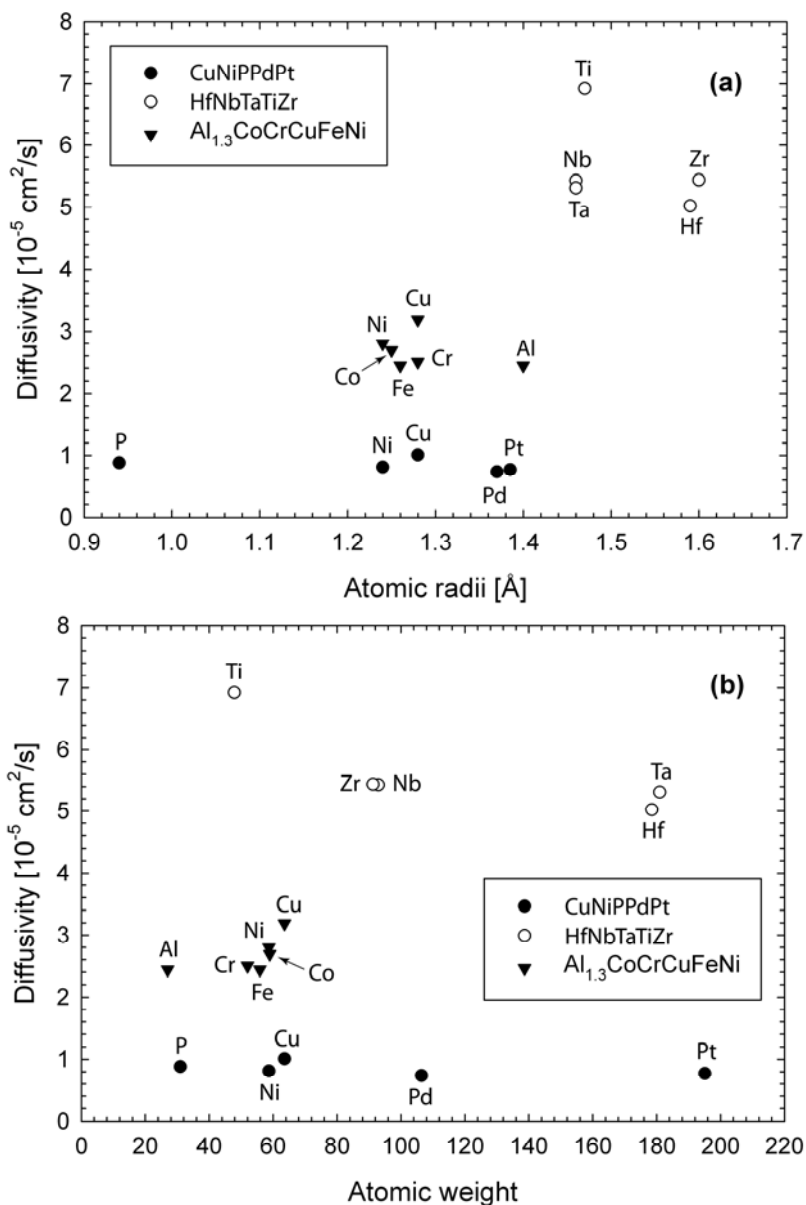 8
7
6
5
4
3
2
1
0
Diffusivity [10⁻⁵ cm²/s]
CuNiPPdPt
HfNbTaTiZr
Al₁.₃CoCrCuFeNi
(a)
Ti
Nb
Zr
Ta
Hf
Cu
Ni
Al
Cr
Co
Fe
P
Ni
Cu
Pt
Pd
0.9 1.0 1.1 1.2 1.3 1.4 1.5 1.6 1.7
Atomic radii [Å]
8
7
6
5
4
3
2
1
0
Diffusivity [10⁻⁵ cm²/s]
Ti
(b)
Zr
Nb
Ta
Hf
Cu
Ni
Al
Cr
Co
Fe
CuNiPPdPt
HfNbTaTiZr
Al₁.₃CoCrCuFeNi
P
Cu
Ni
Pd
Pt
0 20 40 60 80 100 120 140 160 180 200 220
Atomic weight